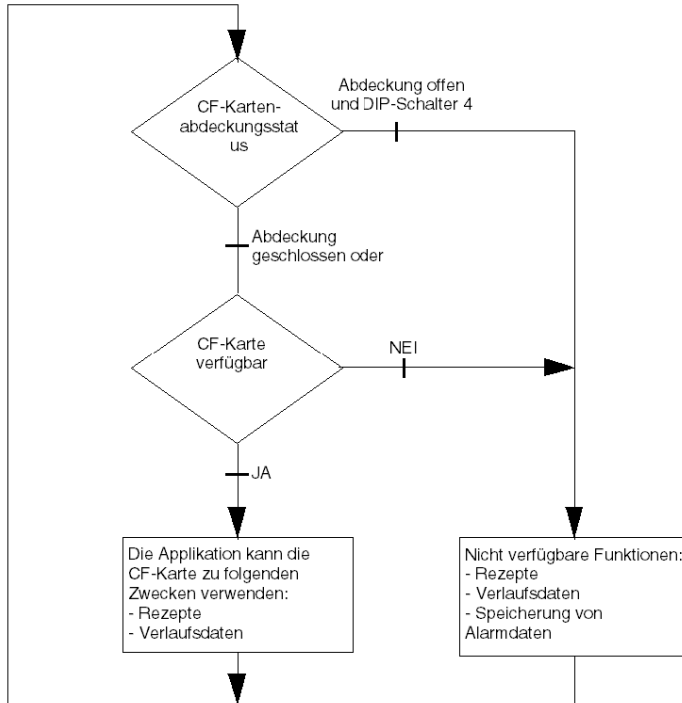 CF-Karten-
abdeckungsstat
us
Abdeckung offen
und DIP-Schalter 4
Abdeckung
geschlossen oder
CF-Karte
verfügbar
NEI
JA
Die Applikation kann die
CF-Karte zu folgenden
Zwecken verwenden:
- Rezepte
- Verlaufsdaten
Nicht verfügbare Funktionen:
- Rezepte
- Verlaufsdaten
- Speicherung von
Alarmdaten